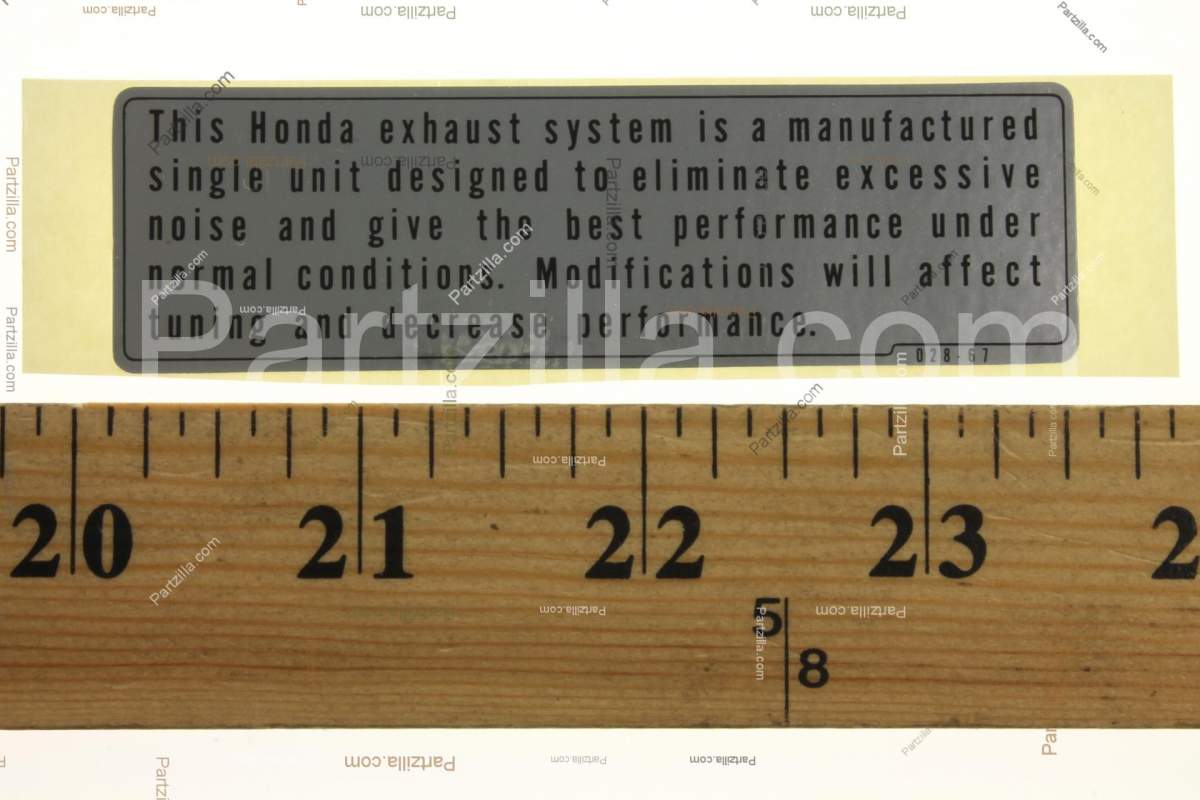 This Honda exhaust system is a manufactured
single unit designed to eliminate excessive
noise and give the best performance under
normal conditions. Modifications will affect
tuning and decrease performance.
028-67
Partzilla.com
20 21 22 23 2
5
8